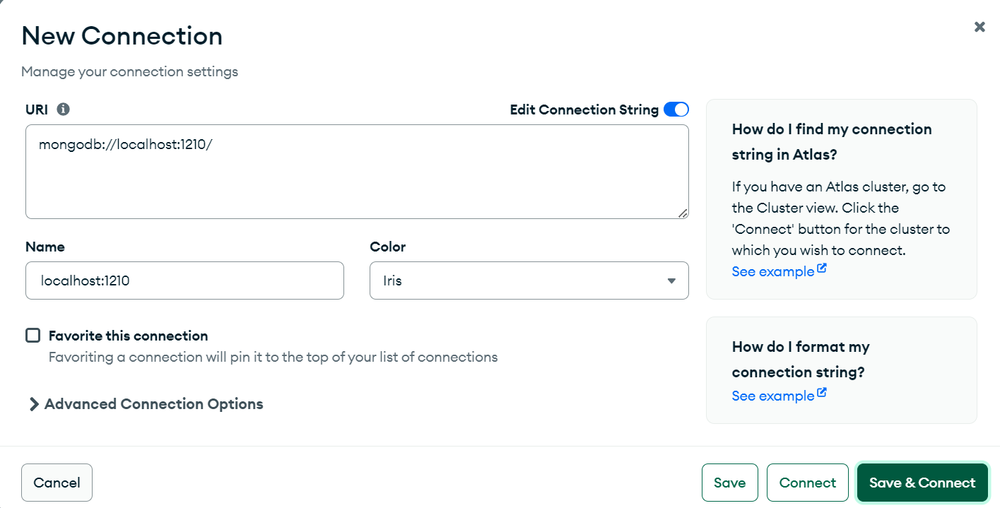 New Connection
Manage your connection settings
URI
Edit Connection String
mongodb://localhost:1210/
Name
Color
localhost:1210
Iris
Favorite this connection
Favoriting a connection will pin it to the top of your list of connections
Advanced Connection Options
How do I find my connection
string in Atlas?
If you have an Atlas cluster, go to
the Cluster view. Click the
'Connect' button for the cluster to
which you wish to connect.
See example
How do I format my
connection string?
See example
Cancel
Save
Connect
Save & Connect